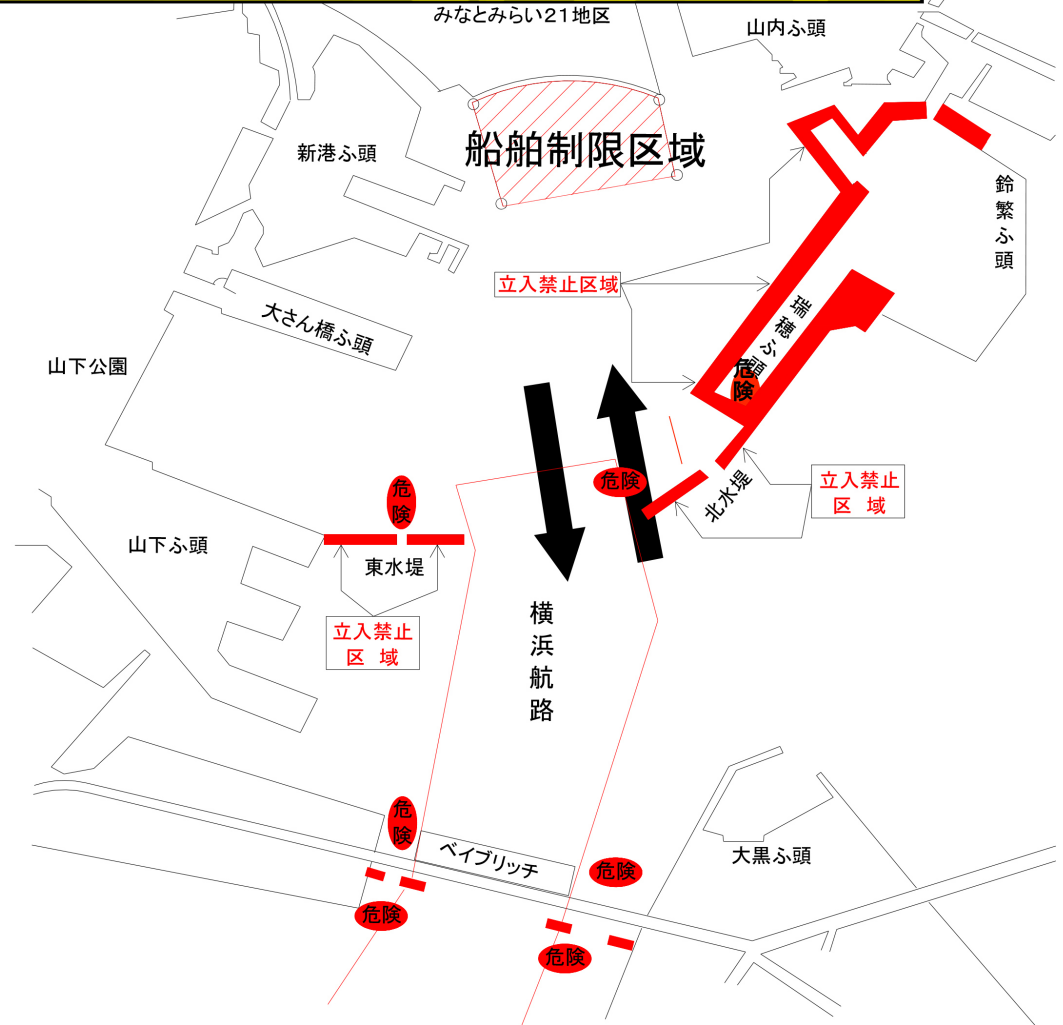 みなとみらい21地区
山内ふ頭
新港ふ頭
船舶制限区域
鈴繁ふ頭
立入禁止区域
大さん橋ふ頭
瑞穂ふ頭
山下公園
危険
危険
危険
北水堤
立入禁止
区 域
山下ふ頭
東水堤
立入禁止
区 域
横浜航路
危険
ベイブリッチ
大黒ふ頭
危険
危険
危険